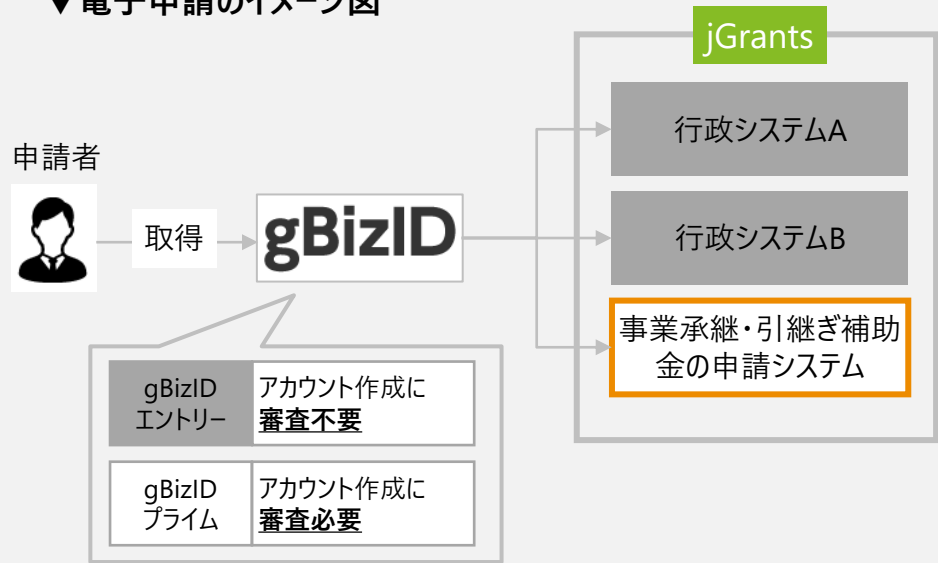 ▼電子申請のイメージ図
jGrants
行政システムA
申請者
取得
gBizID
行政システムB
事業承継・引継ぎ補助
金の申請システム
gBizID
エントリー
アカウント作成に
審査不要
gBizID
プライム
アカウント作成に
審査必要